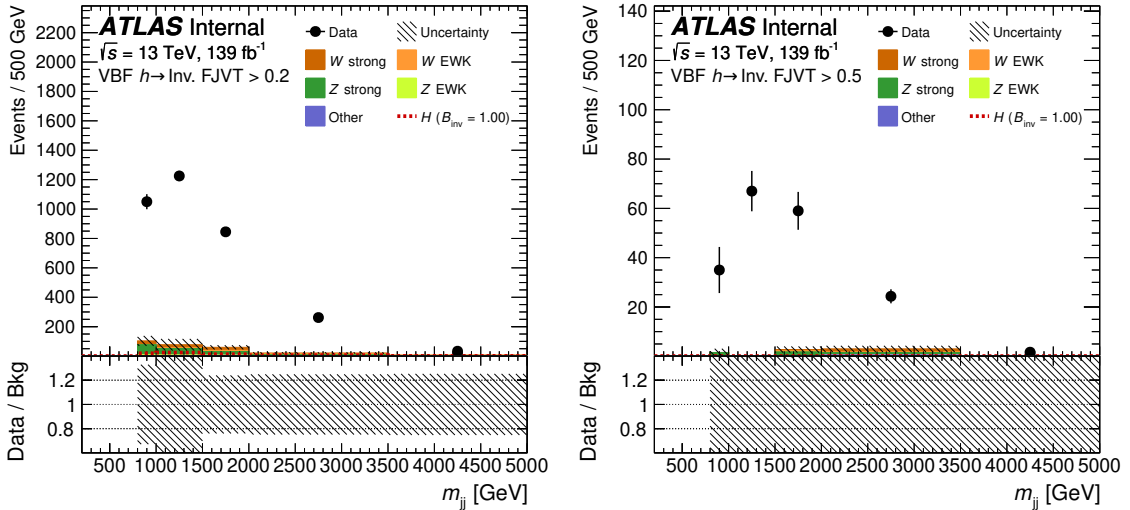 ATLAS Internal
√s = 13 TeV, 139 fb⁻¹
VBF h→Inv. FJVT > 0.2
Data
Uncertainty
W strong
W EWK
Z strong
Z EWK
Other
H (B_inv = 1.00)
Events / 500 GeV
2200
2000
1800
1600
1400
1200
1000
800
600
400
200
Data / Bkg
1.2
1
0.8
500 1000 1500 2000 2500 3000 3500 4000 4500 5000
m_jj [GeV]
ATLAS Internal
√s = 13 TeV, 139 fb⁻¹
VBF h→Inv. FJVT > 0.5
Data
Uncertainty
W strong
W EWK
Z strong
Z EWK
Other
H (B_inv = 1.00)
Events / 500 GeV
140
120
100
80
60
40
20
Data / Bkg
1.2
1
0.8
500 1000 1500 2000 2500 3000 3500 4000 4500 5000
m_jj [GeV]